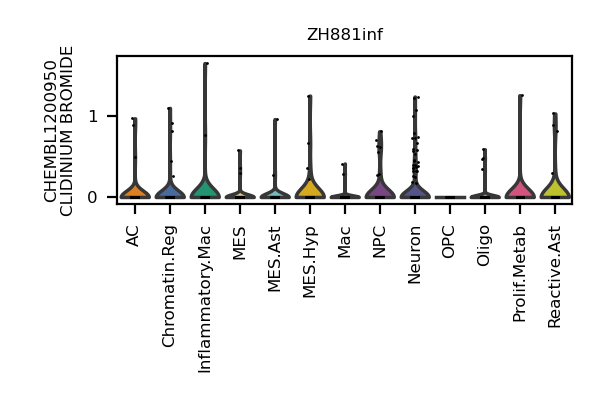 ZH881inf
CHEMBL1200950
CLIDINIUM BROMIDE
1
0
AC
Chromatin.Reg
Inflammatory.Mac
MES
MES.Ast
MES.Hyp
Mac
NPC
Neuron
OPC
Oligo
Prolif.Metab
Reactive.Ast